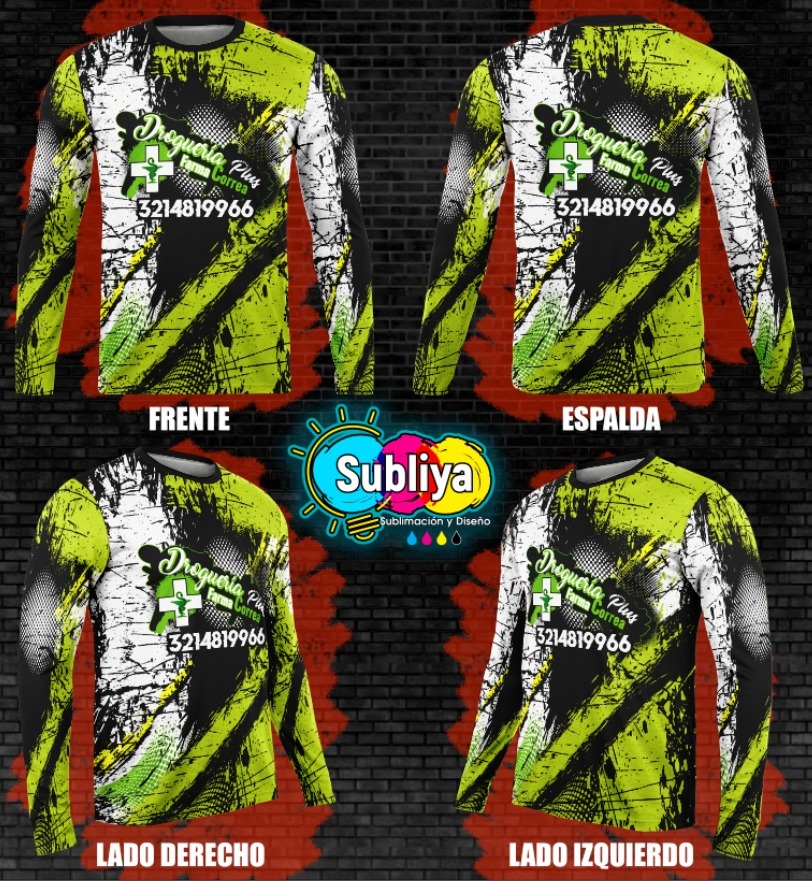 Droguería
Farma Plus
Correa
3214819966
Droguería
Farma Plus
Correa
3214819966
FRENTE
ESPALDA
Subliya
Sublimación y Diseño
Droguería
Farma Plus
Correa
3214819966
Droguería
Farma Plus
Correa
3214819966
LADO DERECHO
LADO IZQUIERDO